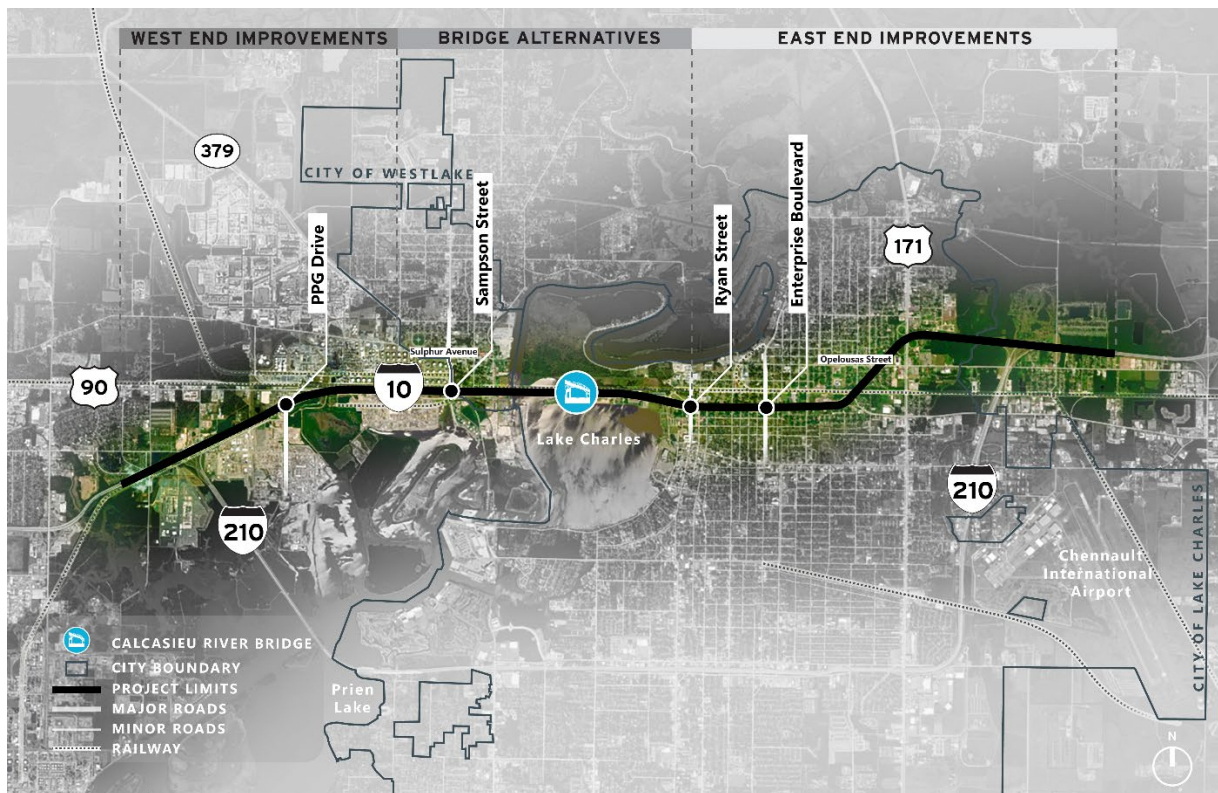 WEST END IMPROVEMENTS
BRIDGE ALTERNATIVES
EAST END IMPROVEMENTS
379
CITY OF WESTLAKE
PPG Drive
Sampson Street
Ryan Street
Enterprise Boulevard
171
Sulphur Avenue
Opelousas Street
90
10
Lake Charles
210
210
Chennault
International
Airport
CITY OF LAKE CHARLES
Prien
Lake
CALCASIEU RIVER BRIDGE
CITY BOUNDARY
PROJECT LIMITS
MAJOR ROADS
MINOR ROADS
RAILWAY
N